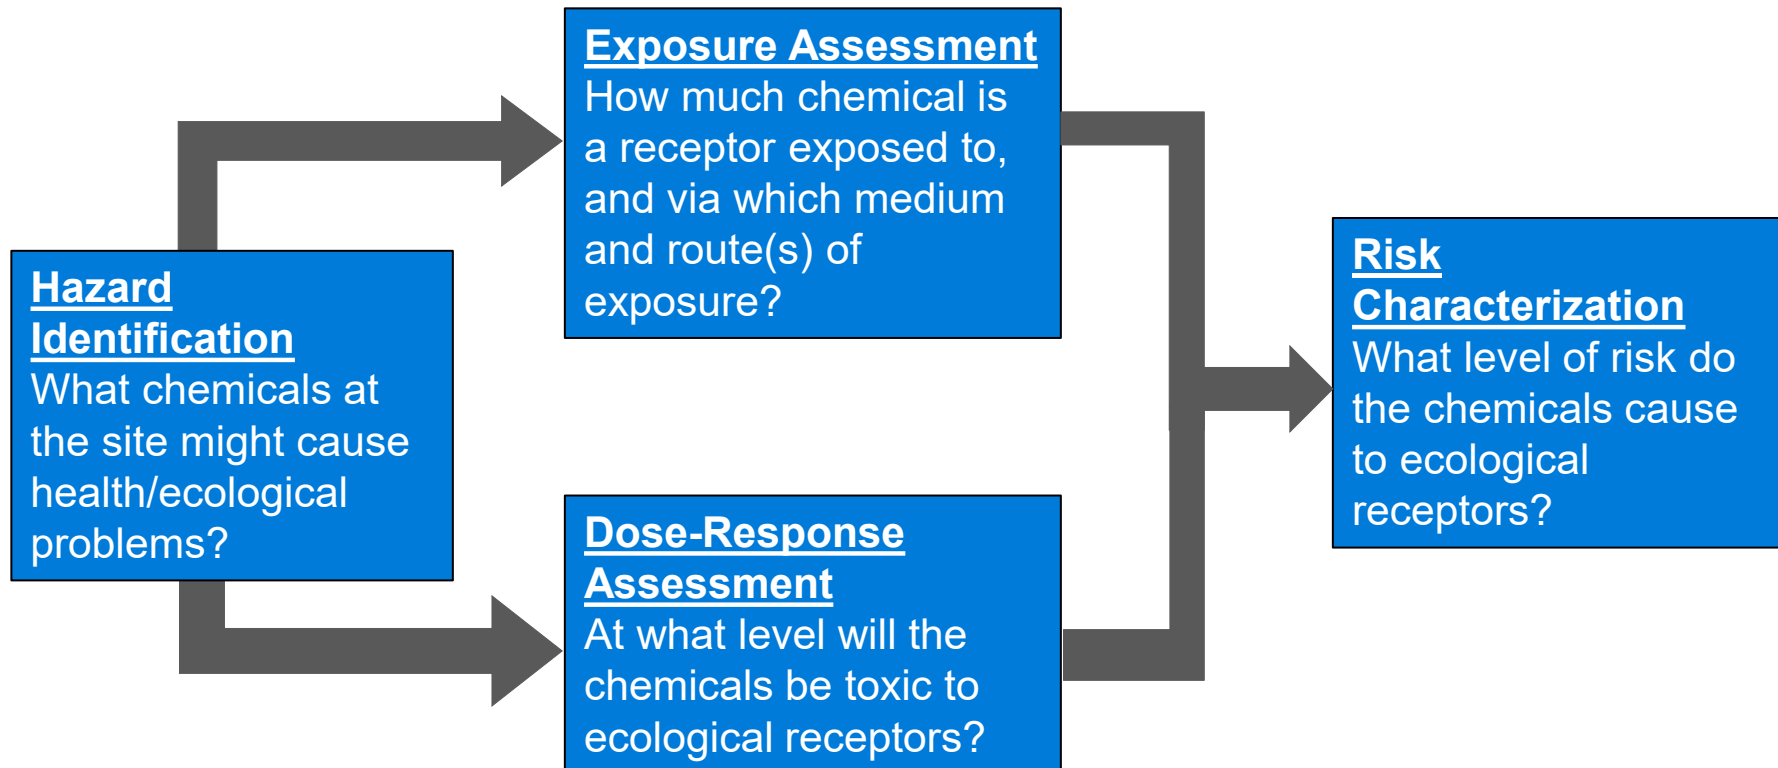 Hazard
Identification
What chemicals at
the site might cause
health/ecological
problems?
Exposure Assessment
How much chemical is
a receptor exposed to,
and via which medium
and route(s) of
exposure?
Dose-Response
Assessment
At what level will the
chemicals be toxic to
ecological receptors?
Risk
Characterization
What level of risk do
the chemicals cause
to ecological
receptors?